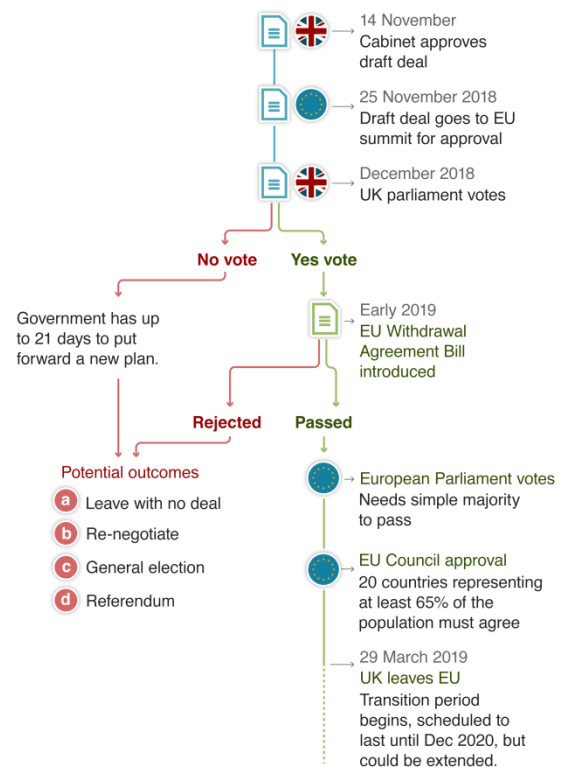 14 November
Cabinet approves
draft deal
25 November 2018
Draft deal goes to EU
summit for approval
December 2018
UK parliament votes
No vote
Yes vote
Government has up
to 21 days to put
forward a new plan.
Early 2019
EU Withdrawal
Agreement Bill
introduced
Rejected
Passed
Potential outcomes
a Leave with no deal
b Re-negotiate
c General election
d Referendum
European Parliament votes
Needs simple majority
to pass
EU Council approval
20 countries representing
at least 65% of the
population must agree
29 March 2019
UK leaves EU
Transition period
begins, scheduled to
last until Dec 2020, but
could be extended.